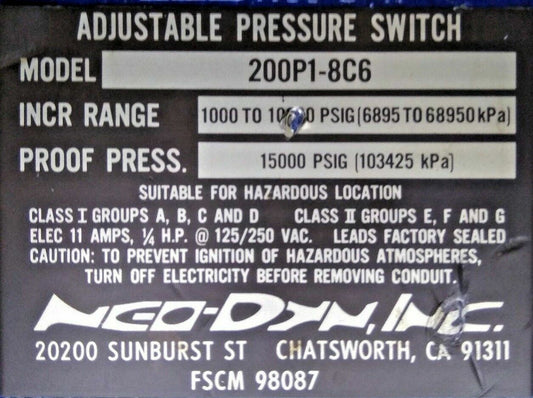 ADJUSTABLE PRESSURE SWITCH
MODEL 200P1-8C6
INCR RANGE 1000 TO PSIG (6895 TO 68950 kPa)
PROOF PRESS. 15000 PSIG (103425 kPa)
SUITABLE FOR HAZARDOUS LOCATION
CLASS I GROUPS A, B, C AND D CLASS II GROUPS E, F AND G
ELEC 11 AMPS, ¼ H.P. @ 125/250 VAC. LEADS FACTORY SEALED
CAUTION: TO PREVENT IGNITION OF HAZARDOUS ATMOSPHERES,
TURN OFF ELECTRICITY BEFORE REMOVING CONDUIT.
NEO-DYN, INC.
20200 SUNBURST ST CHATSWORTH, CA 91311
FSCM 98087